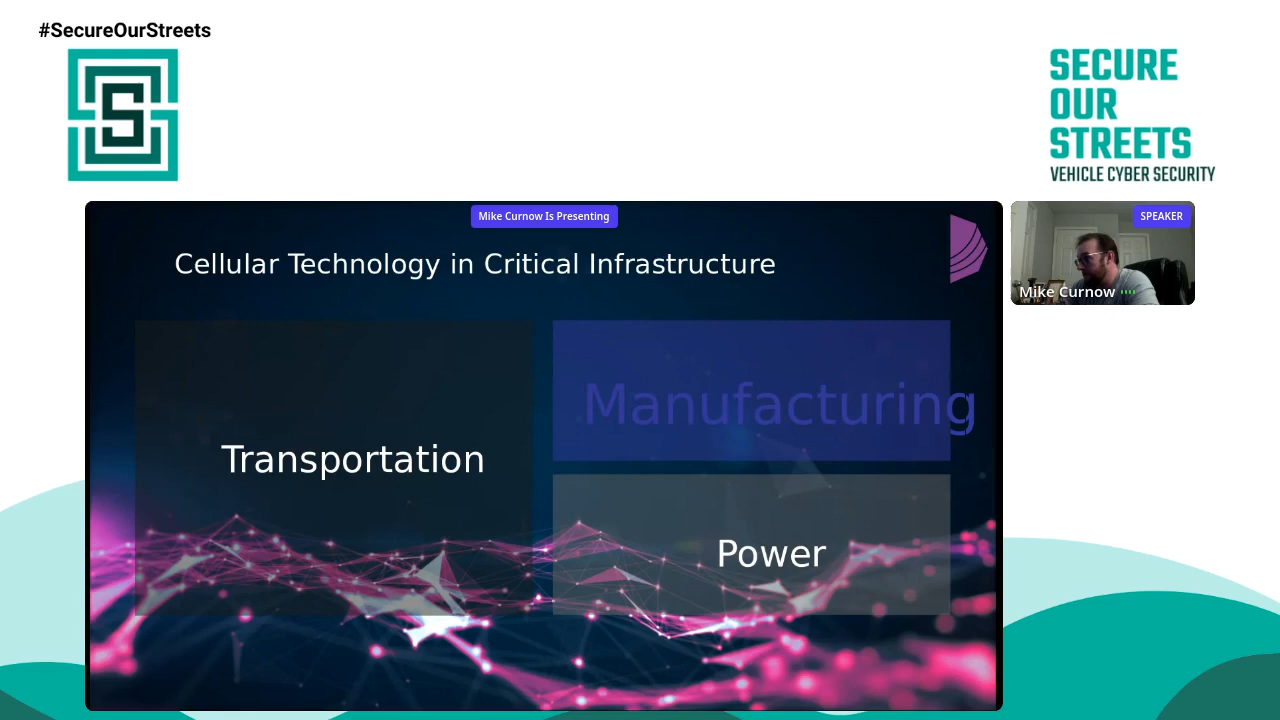 #SecureOurStreets
S
SECURE
OUR
STREETS
VEHICLE CYBER SECURITY
Mike Curnow Is Presenting
SPEAKER
Mike Curnow
Cellular Technology in Critical Infrastructure
Manufacturing
Transportation
Power